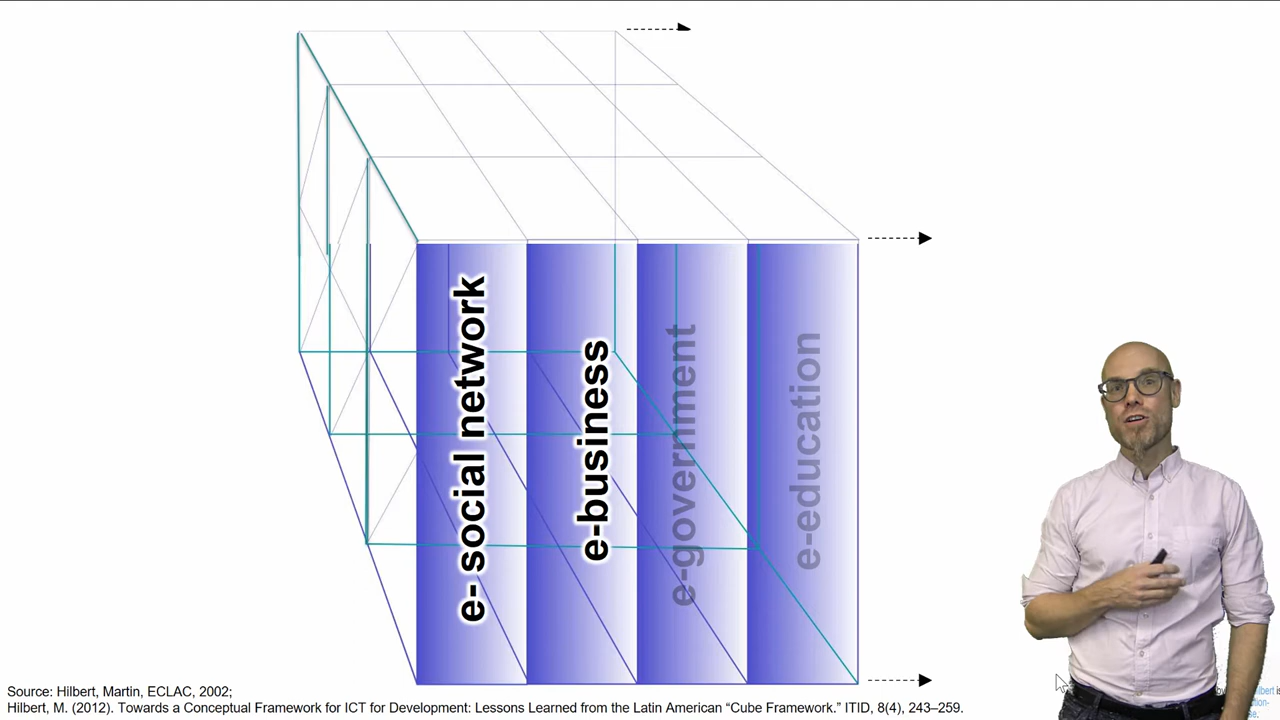 e- social network
e-business
e-government
e-education
Source: Hilbert, Martin, ECLAC, 2002;
Hilbert, M. (2012). Towards a Conceptual Framework for ICT for Development: Lessons Learned from the Latin American “Cube Framework.” ITID, 8(4), 243–259.